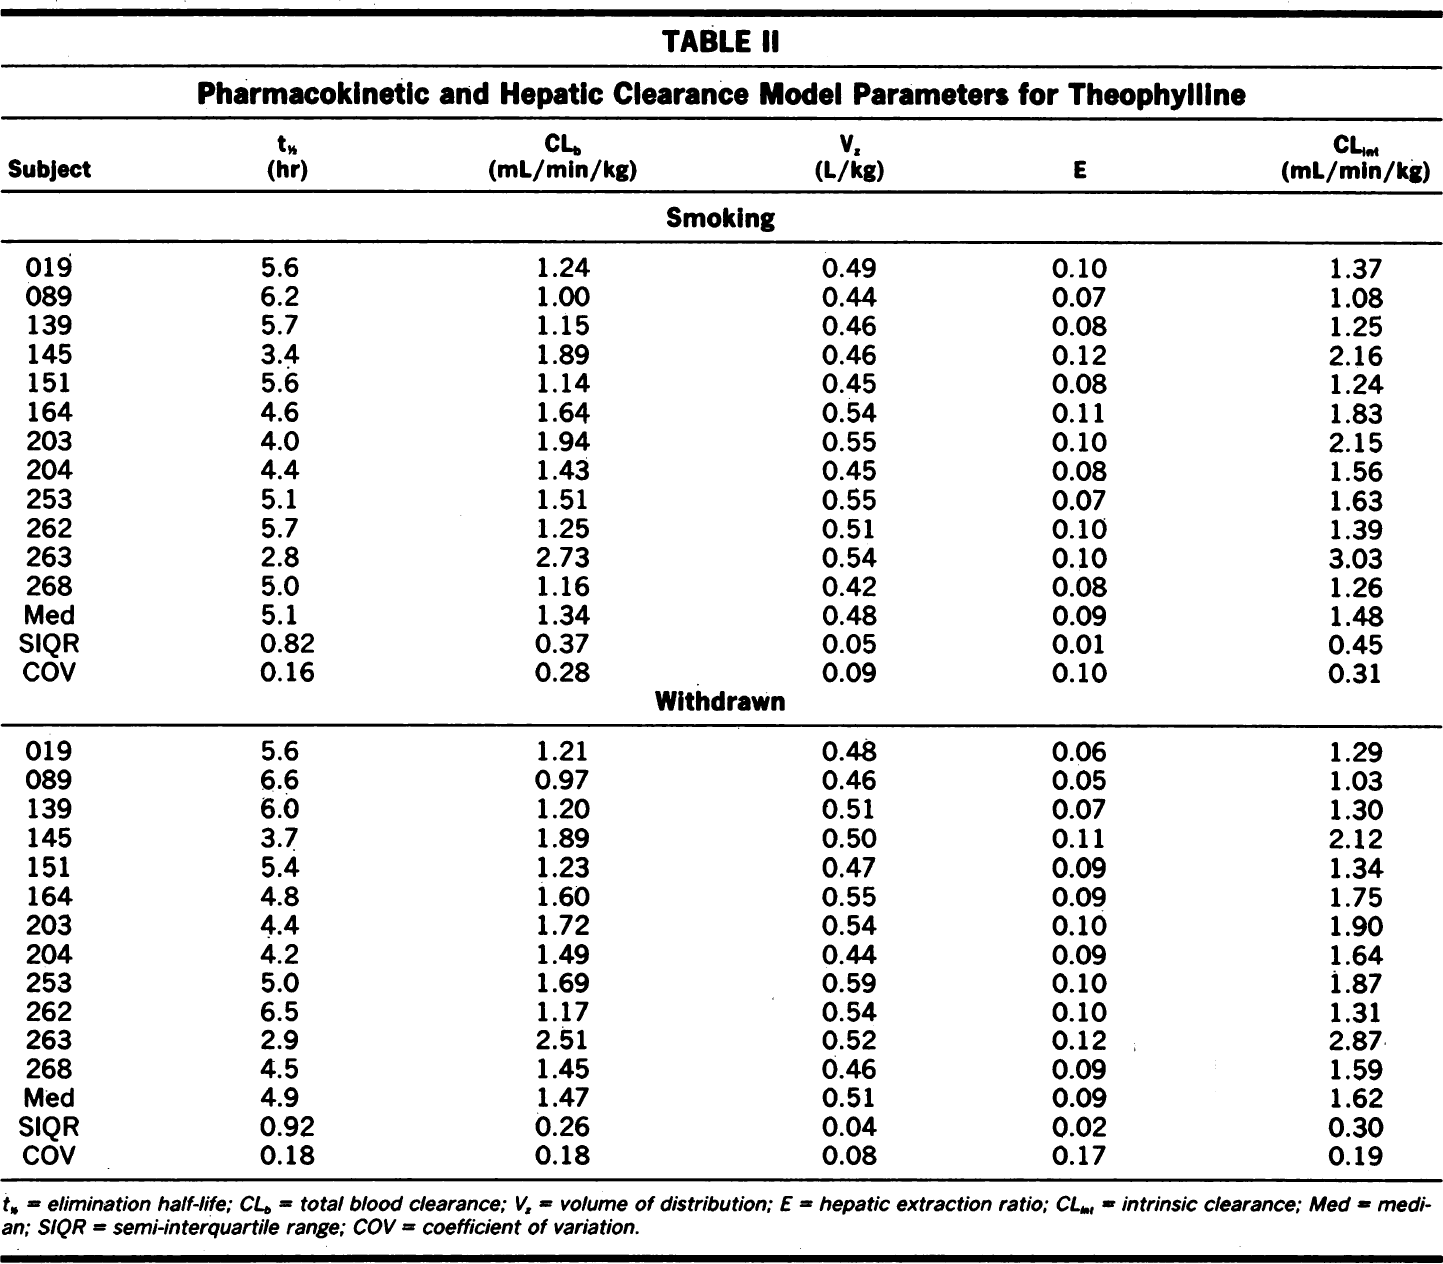 TABLE II
Pharmacokinetic and Hepatic Clearance Model Parameters for Theophylline
Subject t½ (hr) CLb (mL/min/kg) Vz (L/kg) E CLint (mL/min/kg)
Smoking
019 5.6 1.24 0.49 0.10 1.37
089 6.2 1.00 0.44 0.07 1.08
139 5.7 1.15 0.46 0.08 1.25
145 3.4 1.89 0.46 0.12 2.16
151 5.6 1.14 0.45 0.08 1.24
164 4.6 1.64 0.54 0.11 1.83
203 4.0 1.94 0.55 0.10 2.15
204 4.4 1.43 0.45 0.08 1.56
253 5.1 1.51 0.55 0.07 1.63
262 5.7 1.25 0.51 0.10 1.39
263 2.8 2.73 0.54 0.10 3.03
268 5.0 1.16 0.42 0.08 1.26
Med 5.1 1.34 0.48 0.09 1.48
SIQR 0.82 0.37 0.05 0.01 0.45
COV 0.16 0.28 0.09 0.10 0.31
Withdrawn
019 5.6 1.21 0.48 0.06 1.29
089 6.6 0.97 0.46 0.05 1.03
139 6.0 1.20 0.51 0.07 1.30
145 3.7 1.89 0.50 0.11 2.12
151 5.4 1.23 0.47 0.09 1.34
164 4.8 1.60 0.55 0.09 1.75
203 4.4 1.72 0.54 0.10 1.90
204 4.2 1.49 0.44 0.09 1.64
253 5.0 1.69 0.59 0.10 1.87
262 6.5 1.17 0.54 0.10 1.31
263 2.9 2.51 0.52 0.12 2.87
268 4.5 1.45 0.46 0.09 1.59
Med 4.9 1.47 0.51 0.09 1.62
SIQR 0.92 0.26 0.04 0.02 0.30
COV 0.18 0.18 0.08 0.17 0.19
t½ = elimination half-life; CLb = total blood clearance; Vz = volume of distribution; E = hepatic extraction ratio; CLint = intrinsic clearance; Med = medi-
an; SIQR = semi-interquartile range; COV = coefficient of variation.